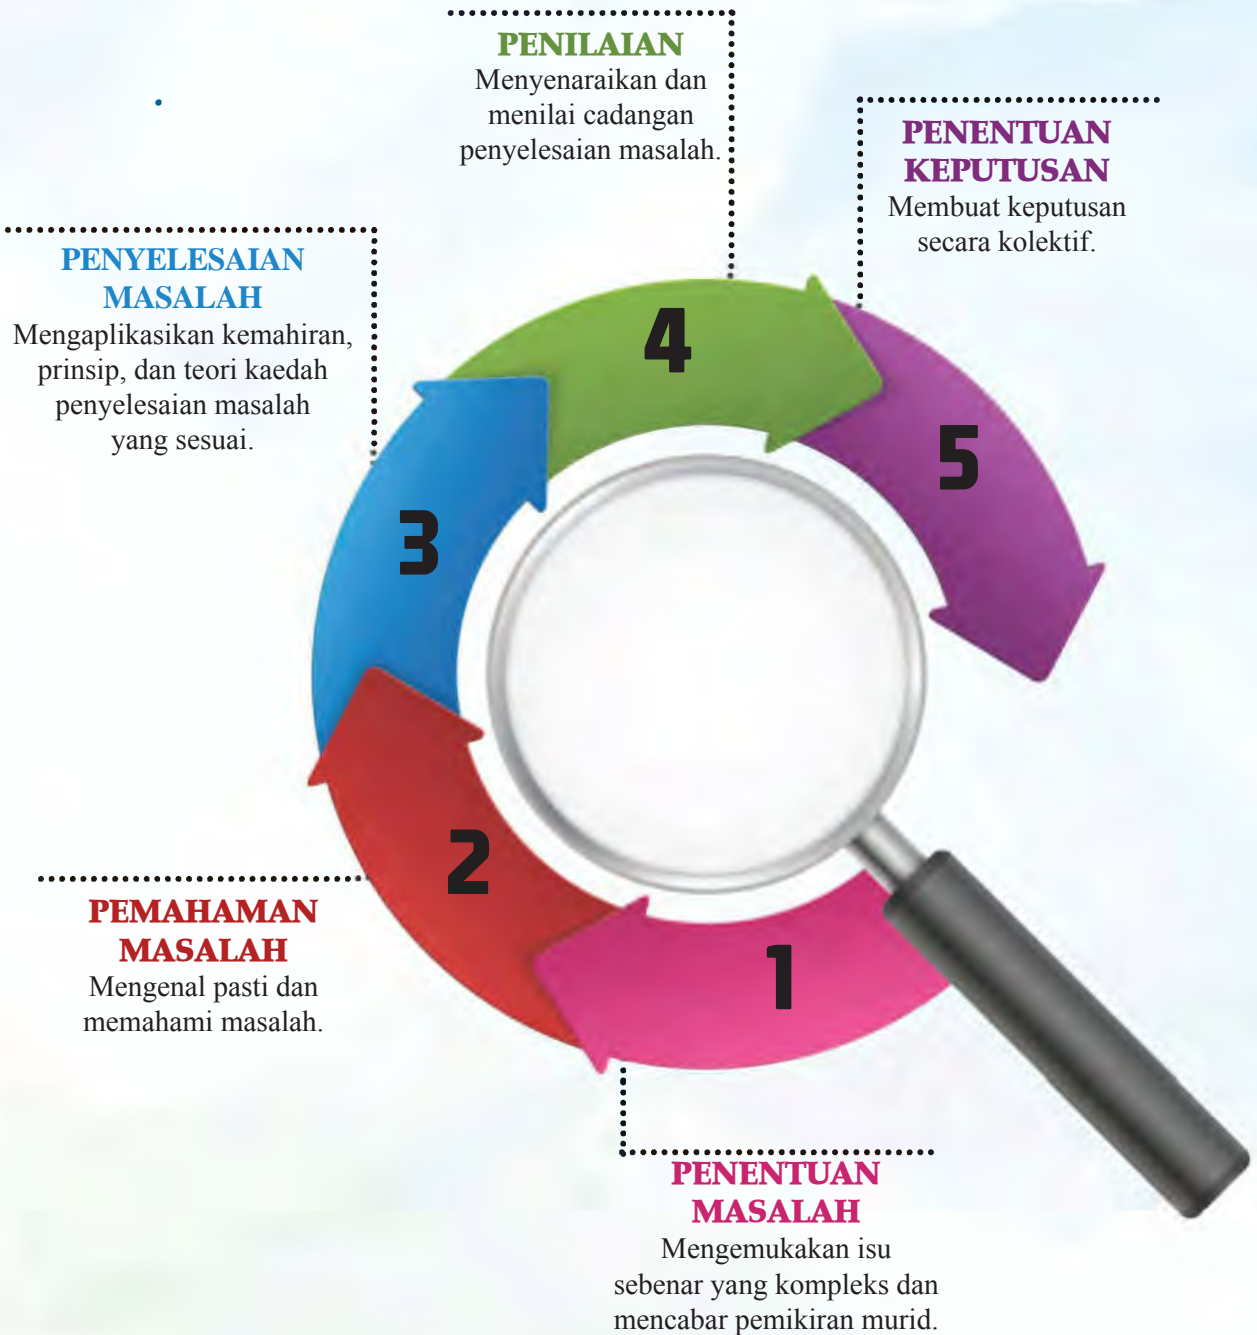 PENILAIAN
Menyenaraikan dan
menilai cadangan
penyelesaian masalah.
PENENTUAN
KEPUTUSAN
Membuat keputusan
secara kolektif.
PENYELESAIAN
MASALAH
Mengaplikasikan kemahiran,
prinsip, dan teori kaedah
penyelesaian masalah
yang sesuai.
4
5
3
2
1
PEMAHAMAN
MASALAH
Mengenal pasti dan
memahami masalah.
PENENTUAN
MASALAH
Mengemukakan isu
sebenar yang kompleks dan
mencabar pemikiran murid.